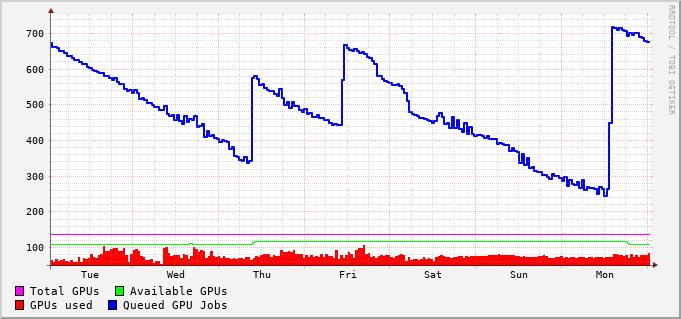 RRDTOOL / TOBI OETIKER
700
600
500
400
300
200
100
Tue Wed Thu Fri Sat Sun Mon
Total GPUs Available GPUs
GPUs used Queued GPU Jobs